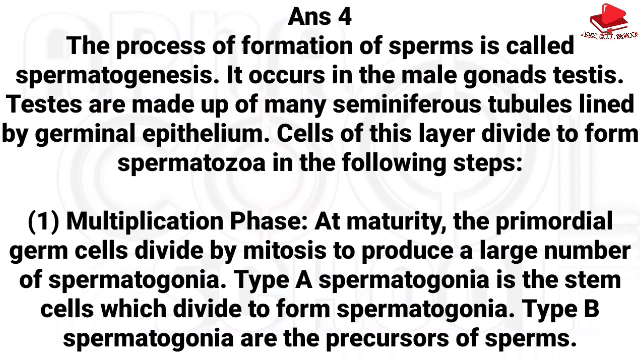 Ans 4
The process of formation of sperms is called
spermatogenesis. It occurs in the male gonads testis.
Testes are made up of many seminiferous tubules lined
by germinal epithelium. Cells of this layer divide to form
spermatozoa in the following steps:
(1) Multiplication Phase: At maturity, the primordial
germ cells divide by mitosis to produce a large number
of spermatogonia. Type A spermatogonia is the stem
cells which divide to form spermatogonia. Type B
spermatogonia are the precursors of sperms.